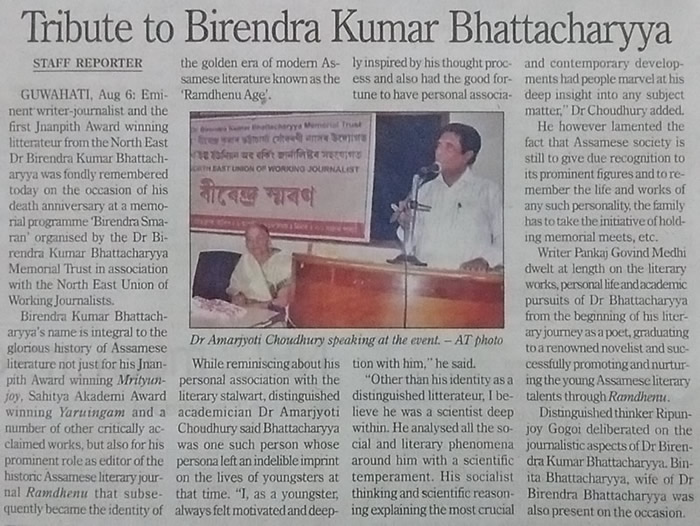 Tribute to Birendra Kumar Bhattacharyya
STAFF REPORTER
GUWAHATI, Aug 6: Emi-
nent writer-journalist and the
first Jnanpith Award winning
litterateur from the North East
Dr Birendra Kumar Bhattach-
aryya was fondly remembered
today on the occasion of his
death anniversary at a memo-
rial programme ‘Birendra Sma-
ran’ organised by the Dr Bi-
rendra Kumar Bhattacharyya
Memorial Trust in association
with the North East Union of
Working Journalists.
Birendra Kumar Bhattach-
aryya's name is integral to the
glorious history of Assamese
literature not just for his Jnan-
pith Award winning Mrityun-
joy, Sahitya Akademi Award
winning Yaruingam and a
number of other critically ac-
claimed works, but also for his
prominent role as editor of the
historic Assamese literary jour-
nal Ramdhenu that subse-
quently became the identity of
the golden era of modern As-
samese literature known as the
‘Ramdhenu Age’.
Dr Birendra Kumar Bhattacharyya Memorial Trust
NORTH EAST UNION OF WORKING JOURNALIST
বীৰেন্দ্ৰ স্মৰণ
Dr Amarjyoti Choudhury speaking at the event. – AT photo
While reminiscing about his
personal association with the
literary stalwart, distinguished
academician Dr Amarjyoti
Choudhury said Bhattacharyya
was one such person whose
persona left an indelible imprint
on the lives of youngsters at
that time. “I, as a youngster,
always felt motivated and deep-
ly inspired by his thought proc-
ess and also had the good for-
tune to have personal associa-
tion with him,” he said.
“Other than his identity as a
distinguished litterateur, I be-
lieve he was a scientist deep
within. He analysed all the so-
cial and literary phenomena
around him with a scientific
temperament. His socialist
thinking and scientific reason-
ing explaining the most crucial
and contemporary develop-
ments had people marvel at his
deep insight into any subject
matter,” Dr Choudhury added.
He however lamented the
fact that Assamese society is
still to give due recognition to
its prominent figures and to re-
member the life and works of
any such personality, the family
has to take the initiative of hold-
ing memorial meets, etc.
Writer Pankaj Govind Medhi
dwelt at length on the literary
works, personal life and academic
pursuits of Dr Bhattacharyya
from the beginning of his liter-
ary journey as a poet, graduating
to a renowned novelist and suc-
cessfully promoting and nurtur-
ing the young Assamese literary
talents through Ramdhenu.
Distinguished thinker Ripun-
joy Gogoi deliberated on the
journalistic aspects of Dr Biren-
dra Kumar Bhattacharyya. Bin-
ita Bhattacharyya, wife of Dr
Birendra Bhattacharyya was
also present on the occasion.